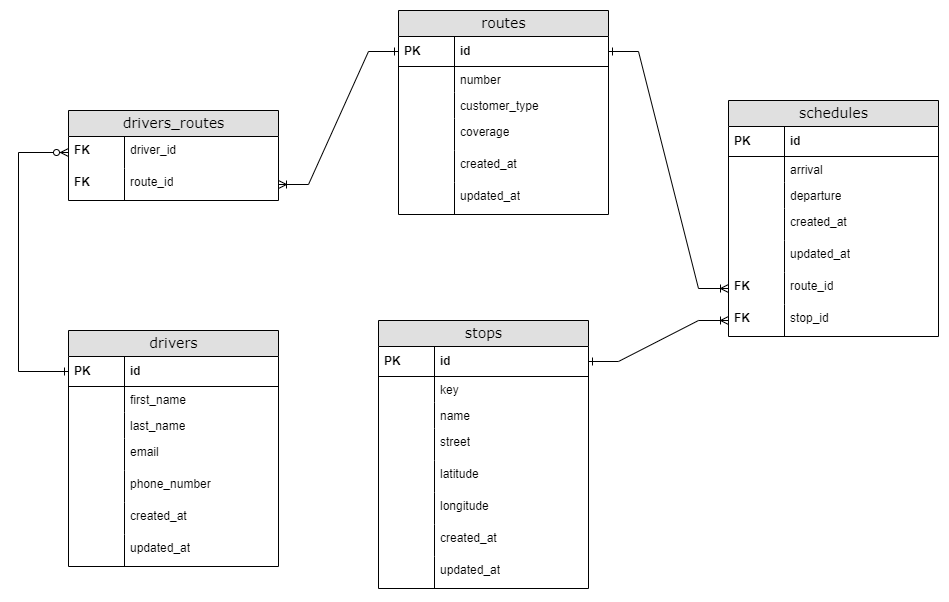 routes
PK id
number
customer_type
coverage
created_at
updated_at
drivers_routes
FK driver_id
FK route_id
schedules
PK id
arrival
departure
created_at
updated_at
FK route_id
FK stop_id
drivers
PK id
first_name
last_name
email
phone_number
created_at
updated_at
stops
PK id
key
name
street
latitude
longitude
created_at
updated_at